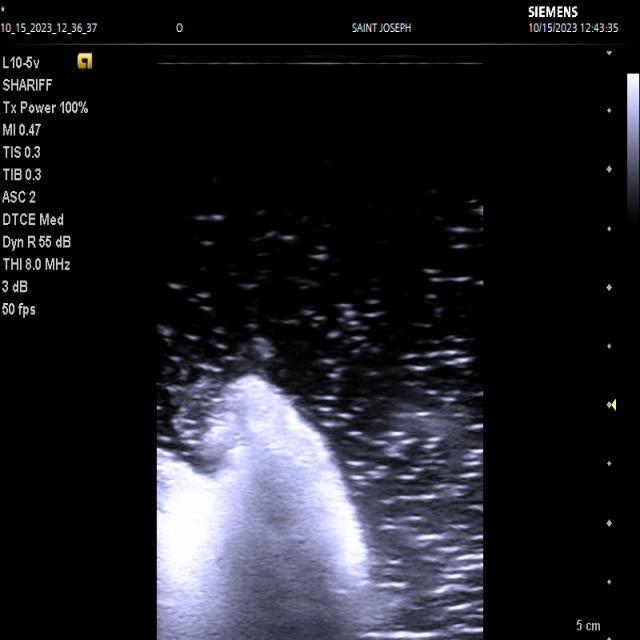 *
SIEMENS
10_15_2023_12_36_37 O SAINT JOSEPH 10/15/2023 12:43:35
L10-5v
SHARIFF
Tx Power 100%
MI 0.47
TIS 0.3
TIB 0.3
ASC 2
DTCE Med
Dyn R 55 dB
THI 8.0 MHz
3 dB
50 fps
5 cm